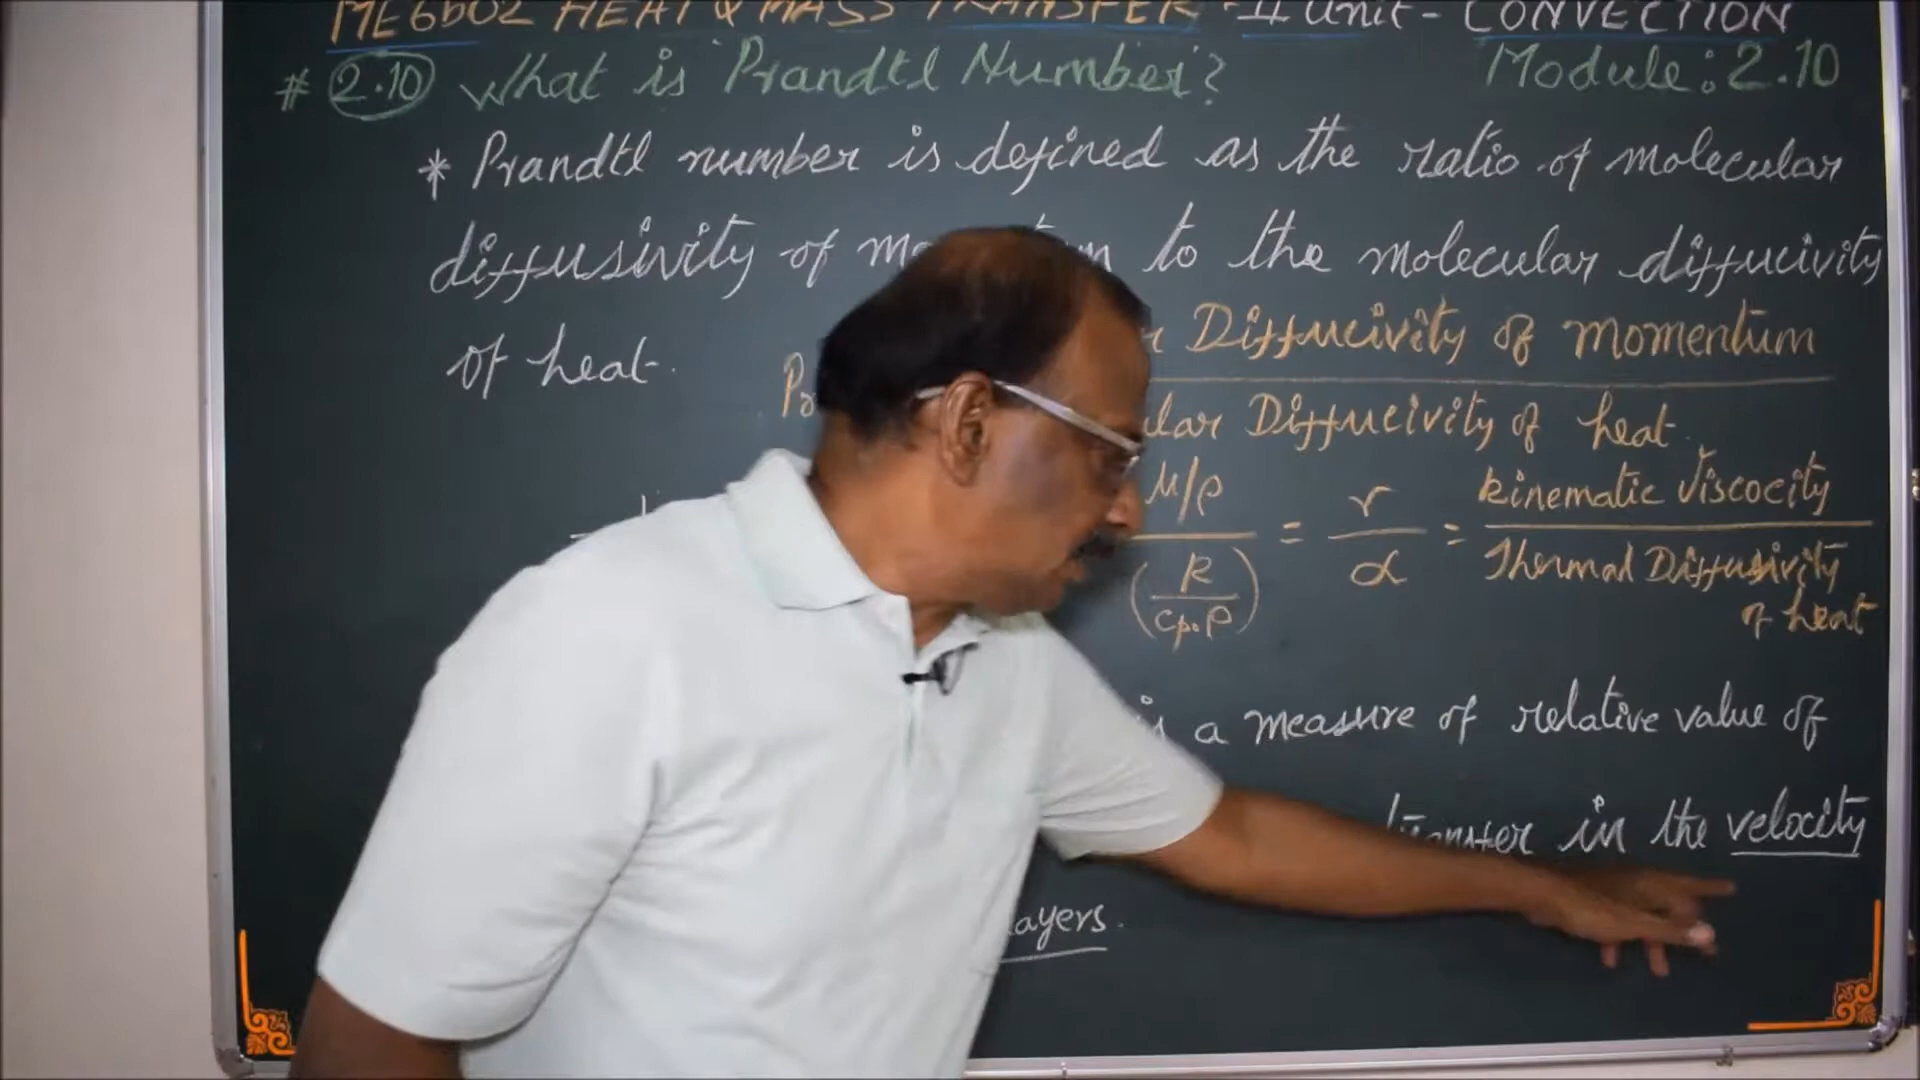 ME6502 HEAT & MASS TRANSFER - II Unit - CONVECTION
# 2.10 What is 'Prandtl Number'? Module: 2.10
* Prandtl number is defined as the ratio of molecular
diffusivity of to the molecular diffucivity
of heat.
Diffucivity of momentum
Diffucivity of heat.
μ/ρ = ν = kinematic Viscocity
(k / Cp.ρ) α Thermal Diffusivity
of heat
is a measure of relative value of
transfer in the velocity
layers.